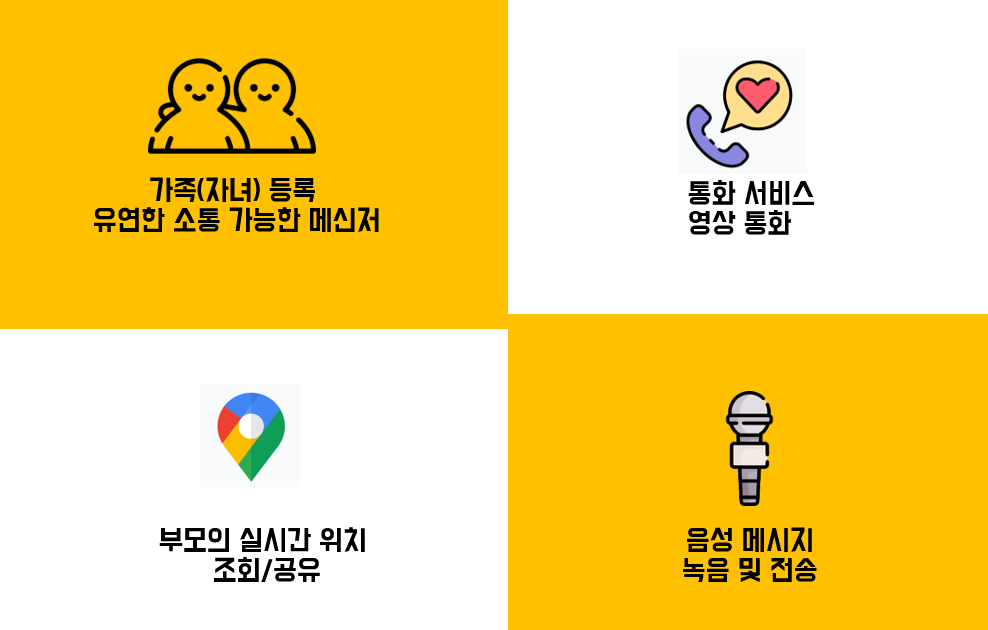 가족(자녀) 등록
유연한 소통 가능한 메신저
통화 서비스
영상 통화
부모의 실시간 위치
조회/공유
음성 메시지
녹음 및 전송